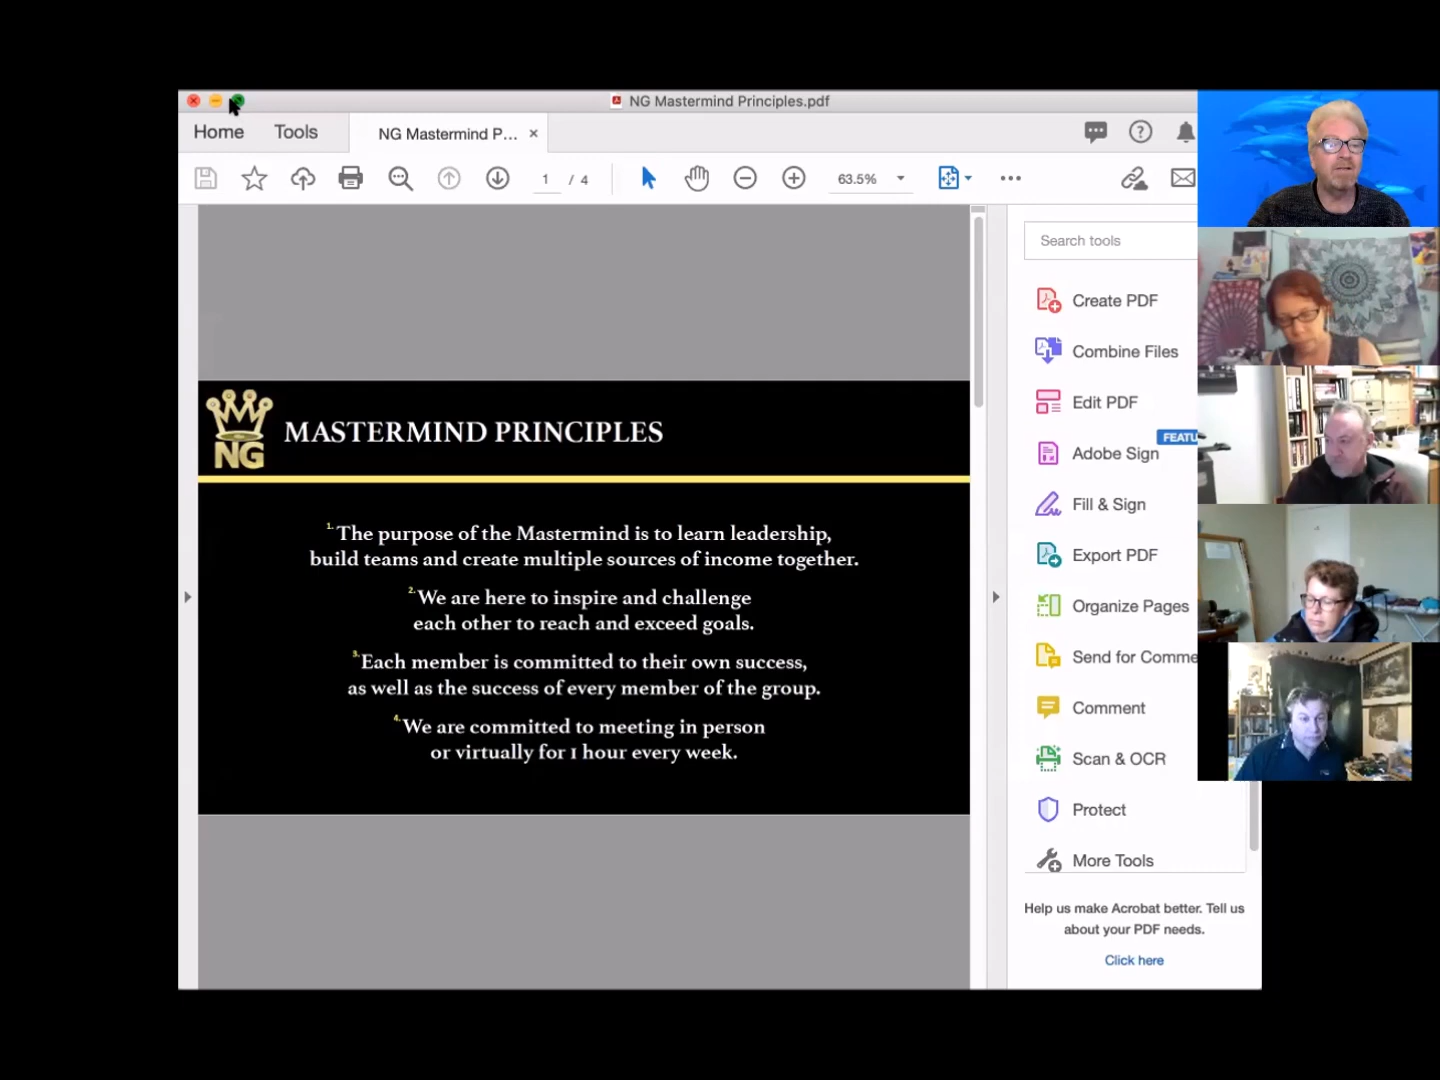 NG Mastermind Principles.pdf
Home
Tools
NG Mastermind P...
1 / 4
63.5%
Search tools
Create PDF
Combine Files
Edit PDF
FEATU
Adobe Sign
Fill & Sign
Export PDF
Organize Pages
Send for Comme
Comment
Scan & OCR
Protect
More Tools
Help us make Acrobat better. Tell us
about your PDF needs.
Click here
NG
MASTERMIND PRINCIPLES
1. The purpose of the Mastermind is to learn leadership,
build teams and create multiple sources of income together.
2. We are here to inspire and challenge
each other to reach and exceed goals.
3. Each member is committed to their own success,
as well as the success of every member of the group.
4. We are committed to meeting in person
or virtually for 1 hour every week.